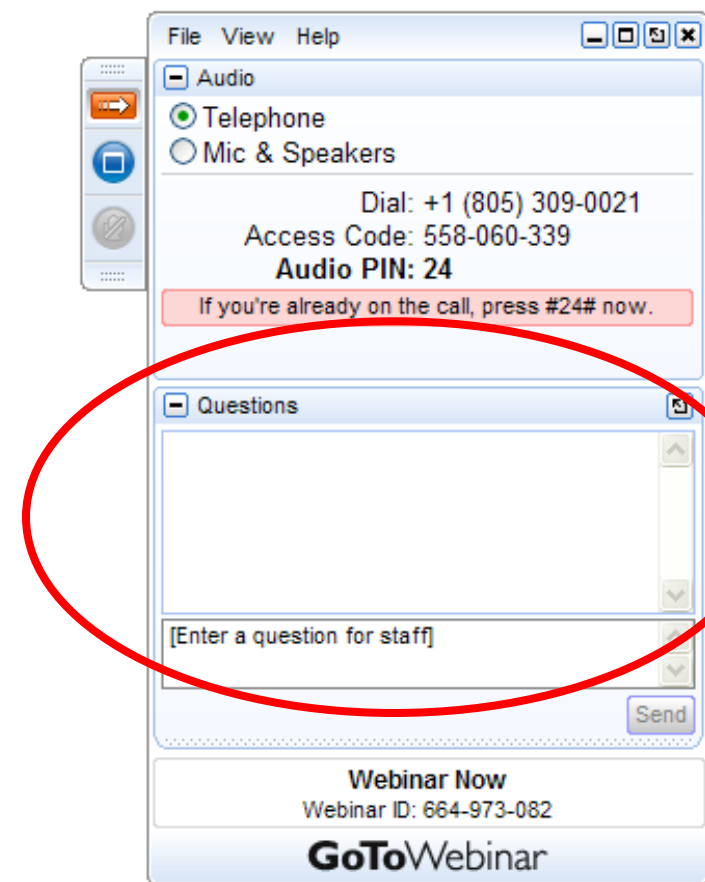 File View Help
Audio
Telephone
Mic & Speakers
Dial: +1 (805) 309-0021
Access Code: 558-060-339
Audio PIN: 24
If you're already on the call, press #24# now.
Questions
[Enter a question for staff]
Send
Webinar Now
Webinar ID: 664-973-082
GoToWebinar